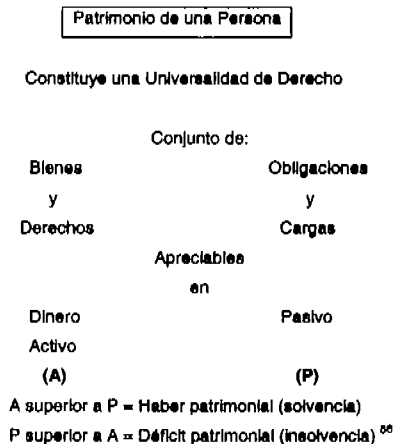 Patrimonio de una Persona
Constituye una Universalidad de Derecho
Conjunto de:
Bienes Obligaciones
y y
Derechos Cargas
Apreciables
en
Dinero Pasivo
Activo
(A) (P)
A superior a P = Haber patrimonial (solvencia)
P superior a A = Déficit patrimonial (insolvencia)